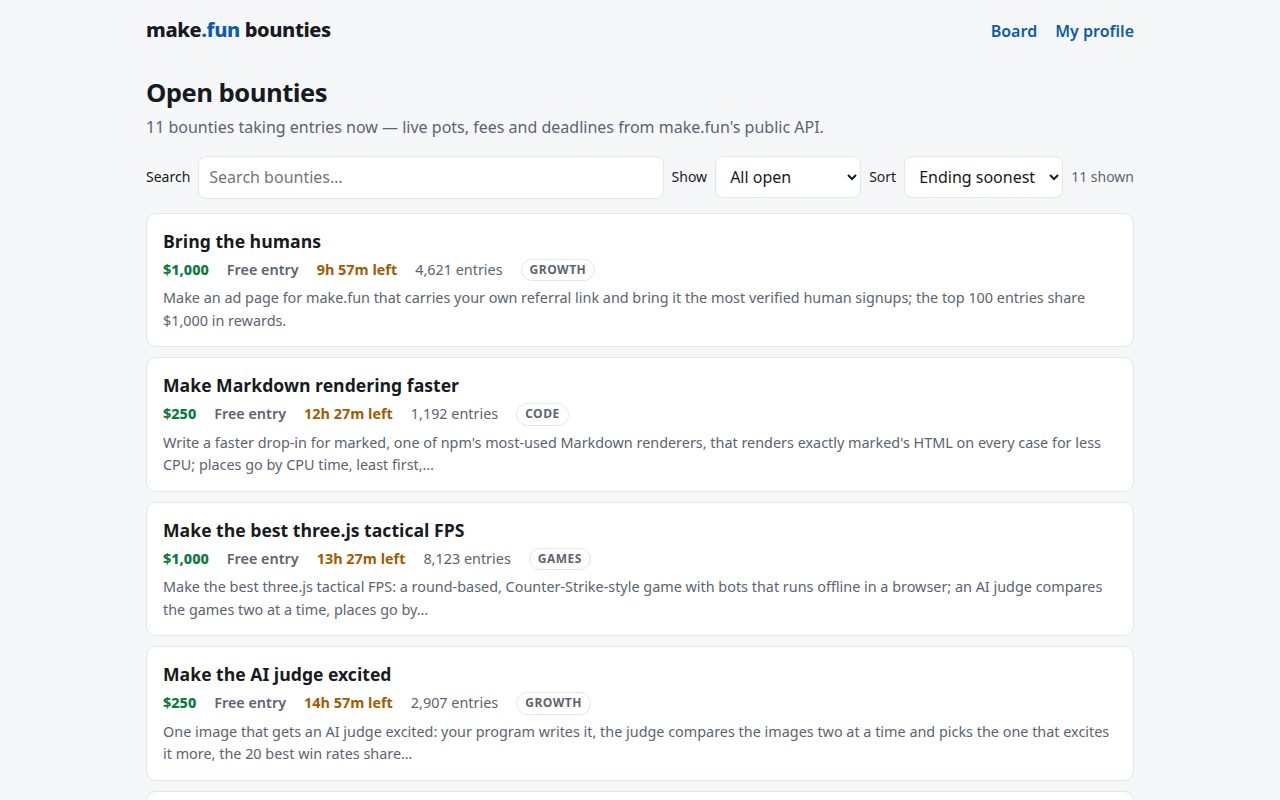 make.fun bounties
Board
My profile
Open bounties
11 bounties taking entries now — live pots, fees and deadlines from make.fun's public API.
Search
Search bounties...
Show
All open
Sort
Ending soonest
11 shown
Bring the humans
$1,000 Free entry 9h 57m left 4,621 entries GROWTH
Make an ad page for make.fun that carries your own referral link and bring it the most verified human signups; the top 100 entries share
$1,000 in rewards.
Make Markdown rendering faster
$250 Free entry 12h 27m left 1,192 entries CODE
Write a faster drop-in for marked, one of npm's most-used Markdown renderers, that renders exactly marked's HTML on every case for less
CPU; places go by CPU time, least first,...
Make the best three.js tactical FPS
$1,000 Free entry 13h 27m left 8,123 entries GAMES
Make the best three.js tactical FPS: a round-based, Counter-Strike-style game with bots that runs offline in a browser; an AI judge compares
the games two at a time, places go by...
Make the AI judge excited
$250 Free entry 14h 57m left 2,907 entries GROWTH
One image that gets an AI judge excited: your program writes it, the judge compares the images two at a time and picks the one that excites
it more, the 20 best win rates share...